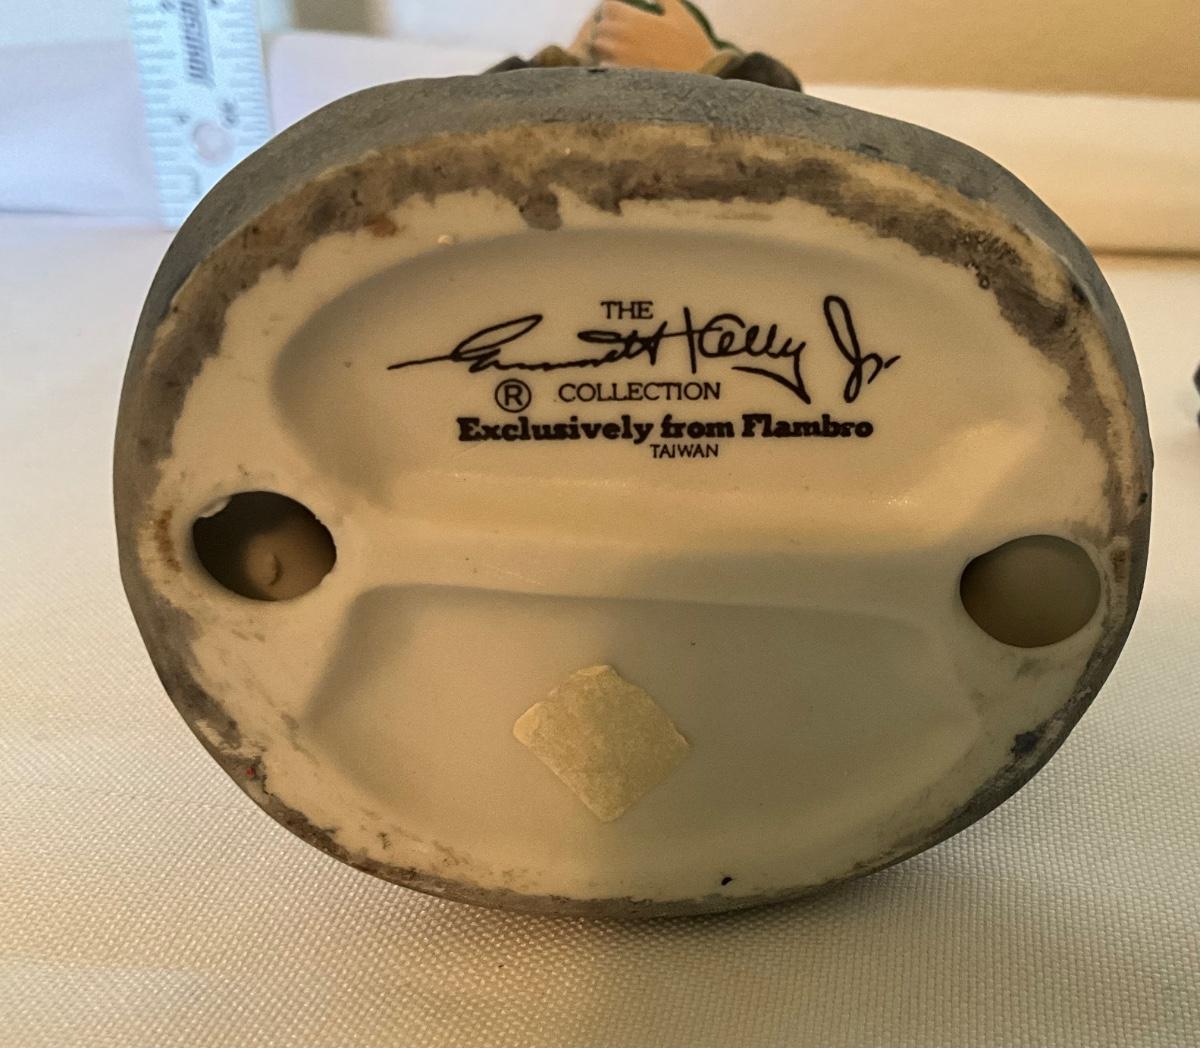 THE
Emmett Kelly Jr.
® COLLECTION
Exclusively from Flambro
TAIWAN